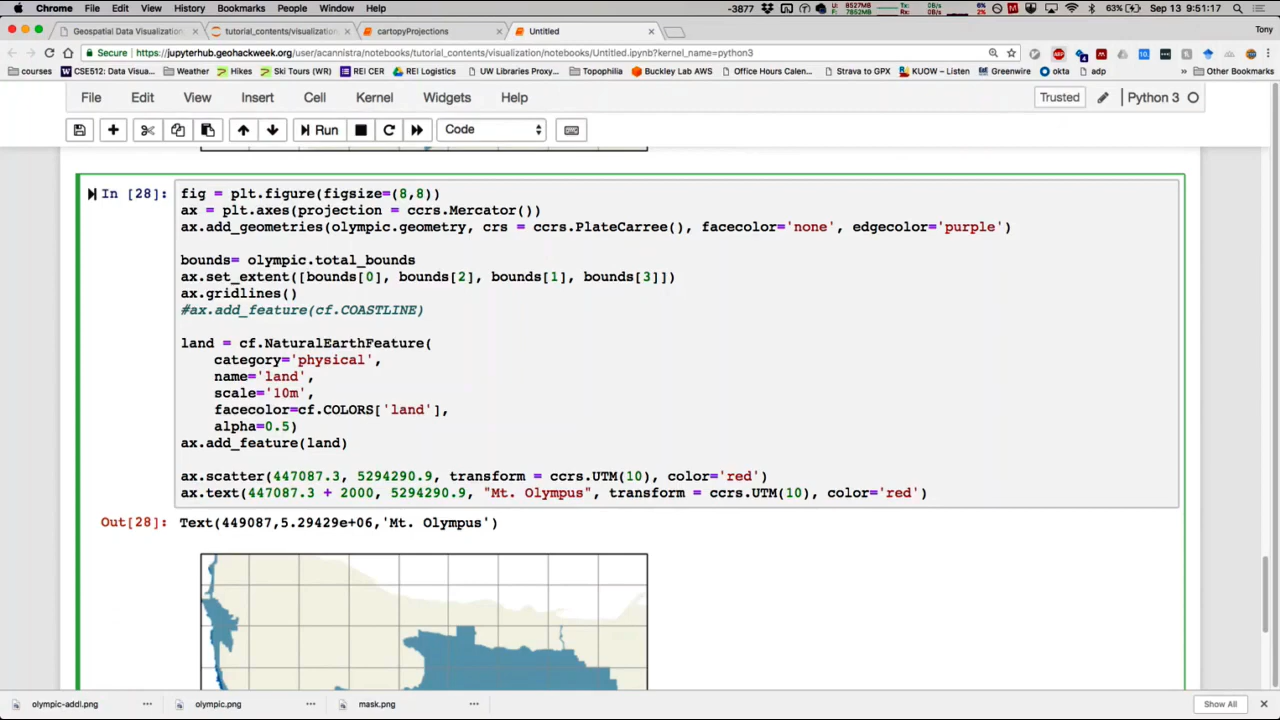 Chrome File Edit View History Bookmarks People Window Help -3877 63% Sep 13 9:51:17
Geospatial Data Visualization tutorial_contents/visualization cartopyProjections Untitled Tony
Secure https://jupyterhub.geohackweek.org/user/acannistra/notebooks/tutorial_contents/visualization/notebooks/Untitled.ipynb?kernel_name=python3
courses CSE512: Data Visua... Weather Hikes Ski Tours (WR) REI CER REI Logistics UW Libraries Proxy... Topophilia Buckley Lab AWS Office Hours Calen... Strava to GPX KUOW – Listen Greenwire okta adp » Other Bookmarks
File Edit View Insert Cell Kernel Widgets Help Trusted Python 3
Run Code
In [28]: fig = plt.figure(figsize=(8,8))
ax = plt.axes(projection = ccrs.Mercator())
ax.add_geometries(olympic.geometry, crs = ccrs.PlateCarree(), facecolor='none', edgecolor='purple')
bounds= olympic.total_bounds
ax.set_extent([bounds[0], bounds[2], bounds[1], bounds[3]])
ax.gridlines()
#ax.add_feature(cf.COASTLINE)
land = cf.NaturalEarthFeature(
category='physical',
name='land',
scale='10m',
facecolor=cf.COLORS['land'],
alpha=0.5)
ax.add_feature(land)
ax.scatter(447087.3, 5294290.9, transform = ccrs.UTM(10), color='red')
ax.text(447087.3 + 2000, 5294290.9, "Mt. Olympus", transform = ccrs.UTM(10), color='red')
Out[28]: Text(449087,5.29429e+06,'Mt. Olympus')
olympic-addl.png olympic.png mask.png Show All